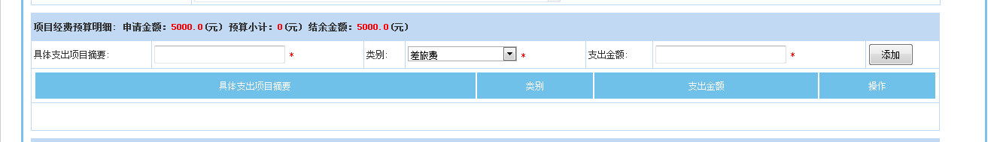 项目经费预算明细: 申请金额: 5000.0(元) 预算小计: 0(元) 结余金额: 5000.0(元)
具体支出项目摘要: * 类别: 差旅费 * 支出金额: * 添加
具体支出项目摘要 类别 支出金额 操作